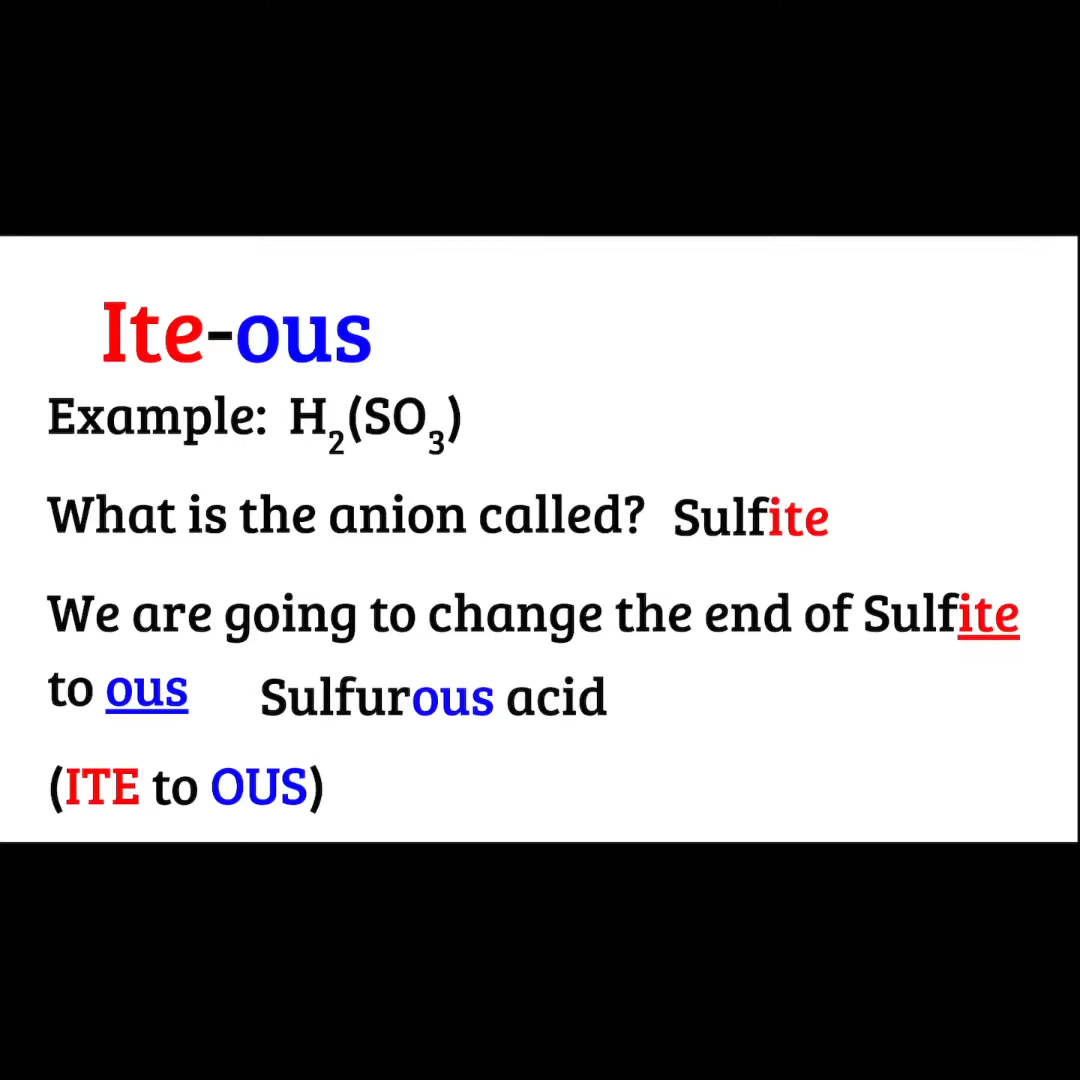 Ite-ous
Example: H₂(SO₃)
What is the anion called? Sulfite
We are going to change the end of Sulfite
to ous Sulfurous acid
(ITE to OUS)